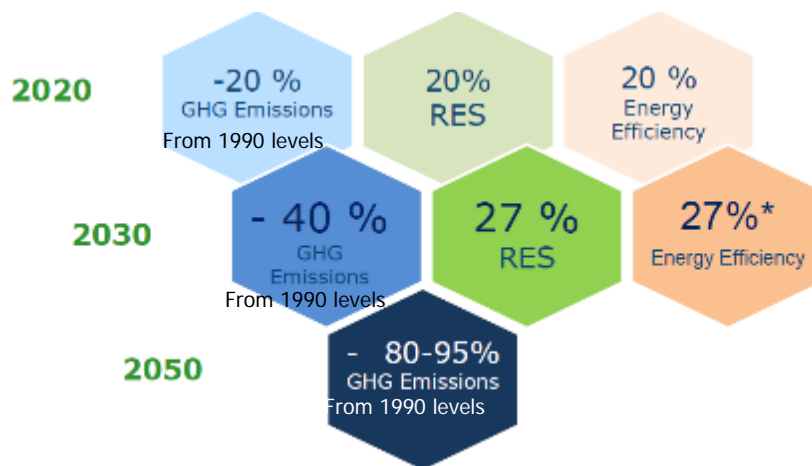 2020
-20 %
GHG Emissions
From 1990 levels
20%
RES
20 %
Energy
Efficiency
2030
- 40 %
GHG
Emissions
From 1990 levels
27 %
RES
27%*
Energy Efficiency
2050
- 80-95%
GHG Emissions
From 1990 levels